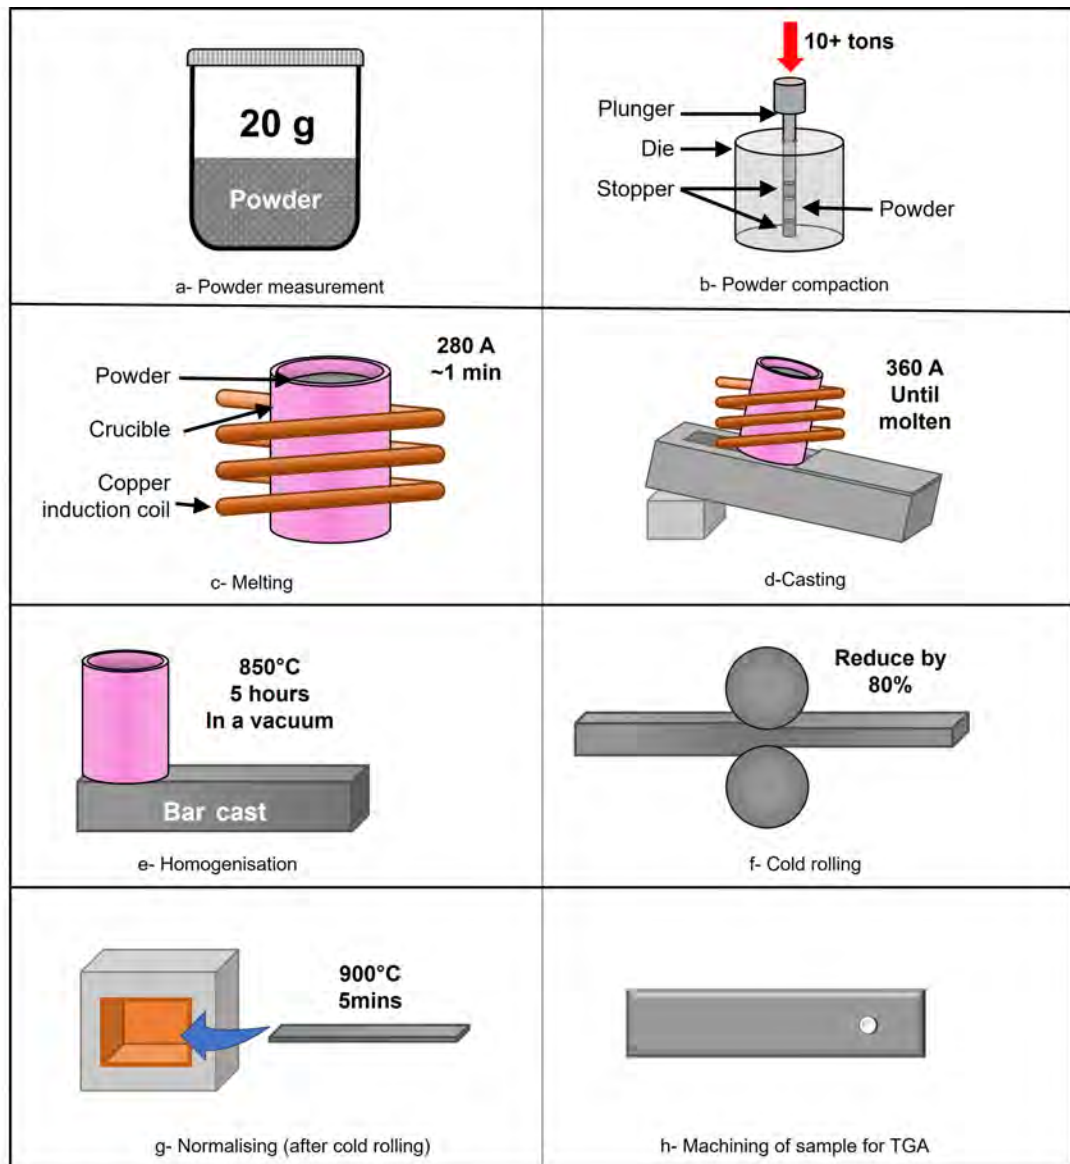 20 g
Powder
a- Powder measurement
10+ tons
Plunger
Die
Stopper
Powder
b- Powder compaction
280 A
~1 min
Powder
Crucible
Copper
induction coil
c- Melting
360 A
Until
molten
d-Casting
850°C
5 hours
In a vacuum
Bar cast
e- Homogenisation
Reduce by
80%
f- Cold rolling
900°C
5mins
g- Normalising (after cold rolling)
h- Machining of sample for TGA